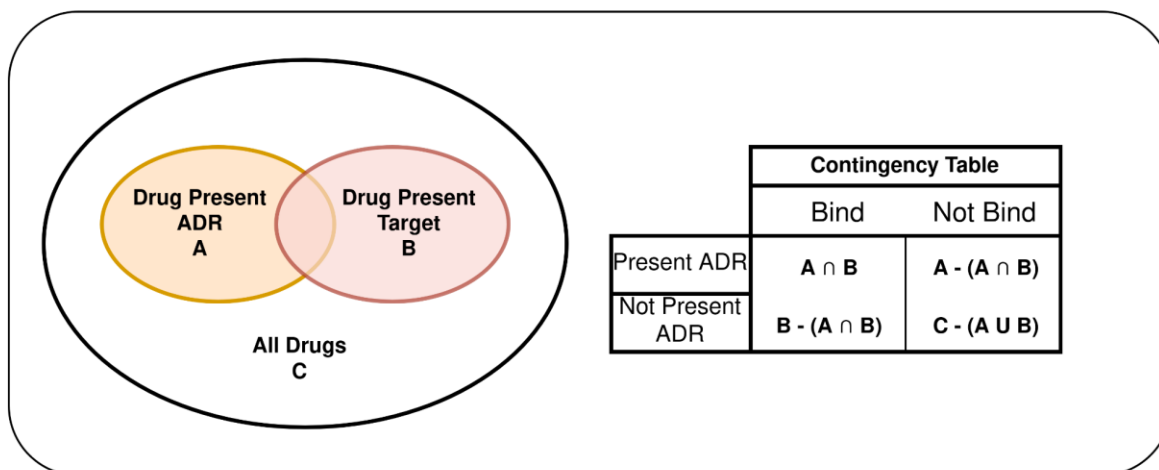 Drug Present
ADR
A
Drug Present
Target
B
All Drugs
C
Contingency Table
Bind
Not Bind
Present ADR
A ∩ B
A - (A ∩ B)
Not Present
ADR
B - (A ∩ B)
C - (A U B)